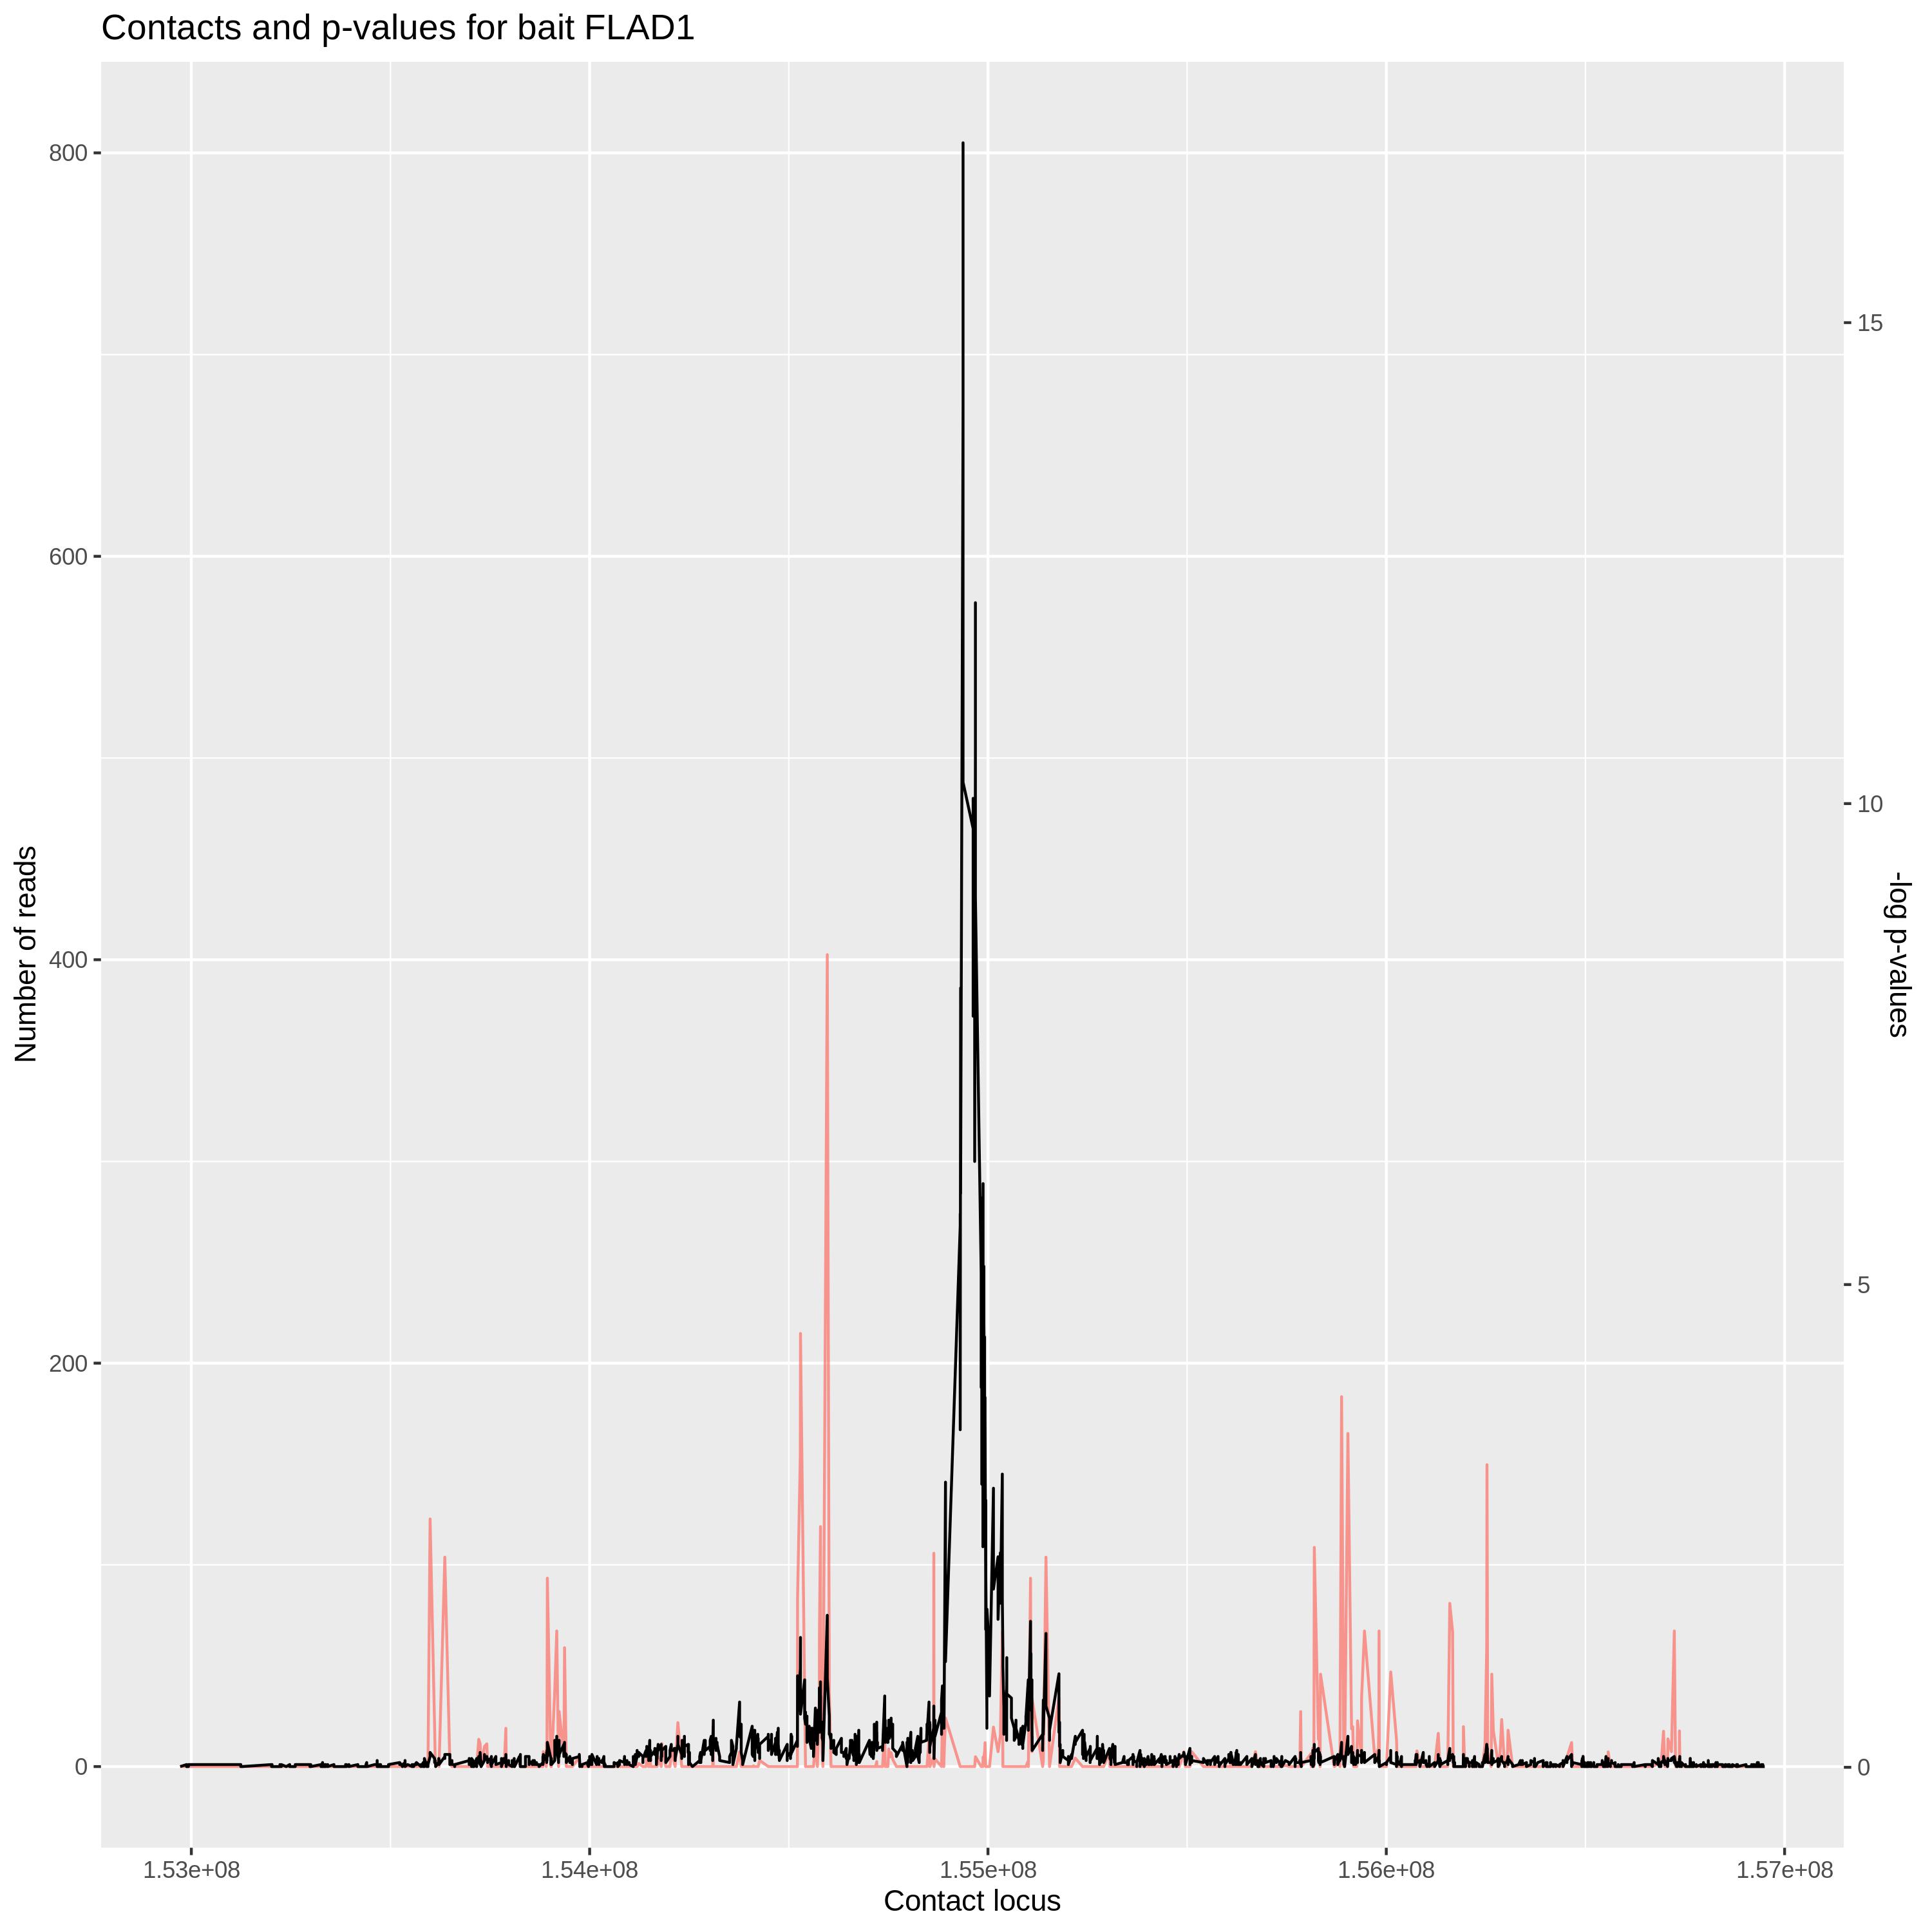 Contacts and p-values for bait FLAD1
800
600
400
200
0
Number of reads
15
10
5
0
-log p-values
1.53e+08
1.54e+08
1.55e+08
1.56e+08
1.57e+08
Contact locus